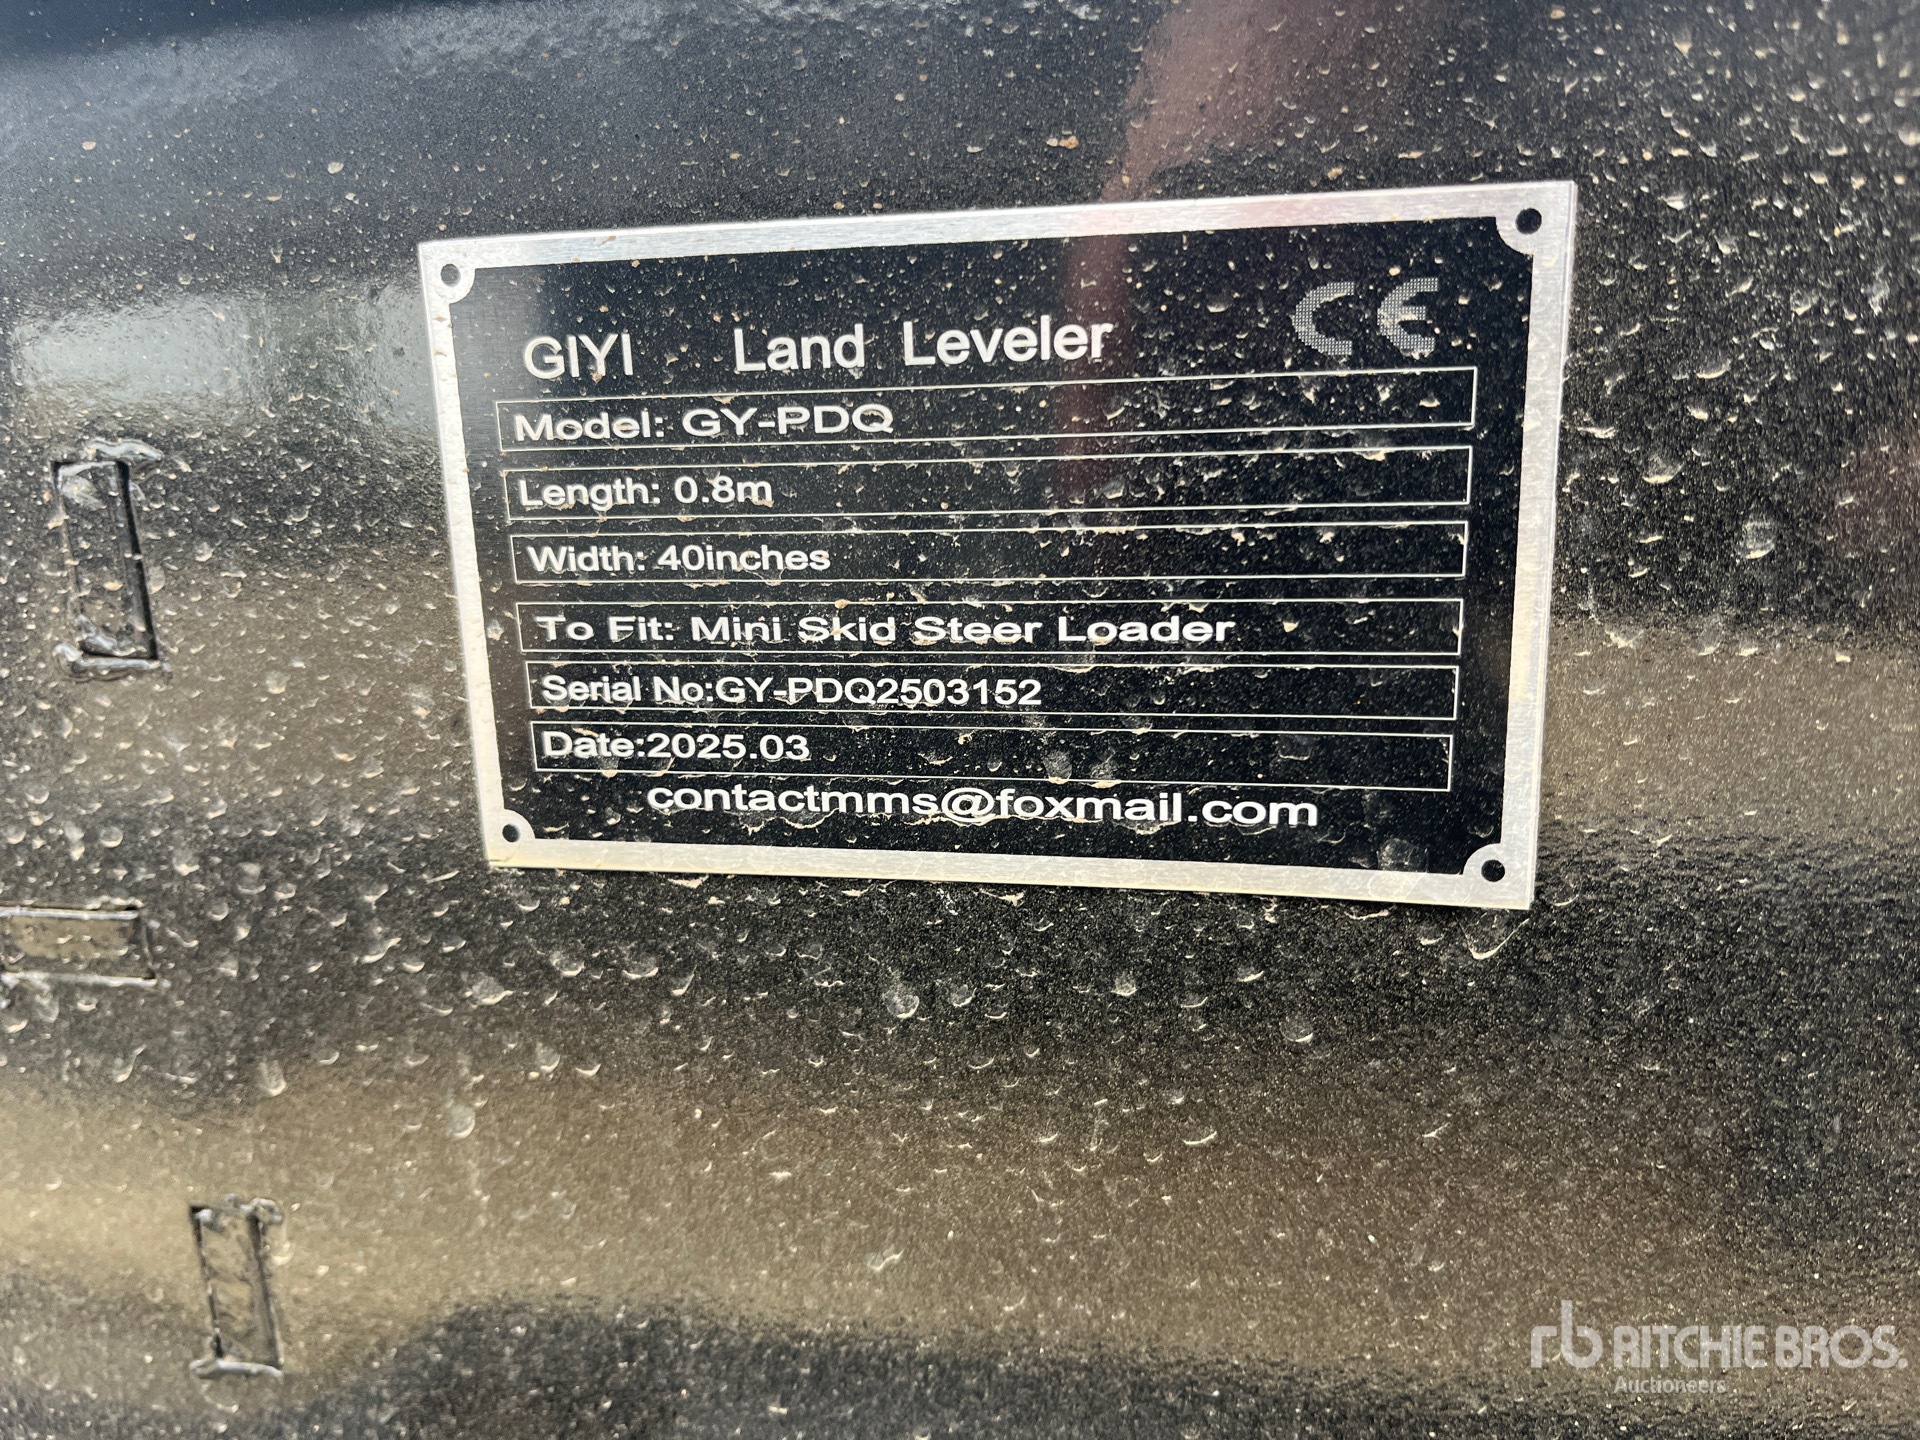 GIYI Land Leveler CE
Model: GY-PDQ
Length: 0.8m
Width: 40inches
To Fit: Mini Skid Steer Loader
Serial No:GY-PDQ2503152
Date:2025.03
contactmms@foxmail.com
rb RITCHIE BROS.
Auctioneers